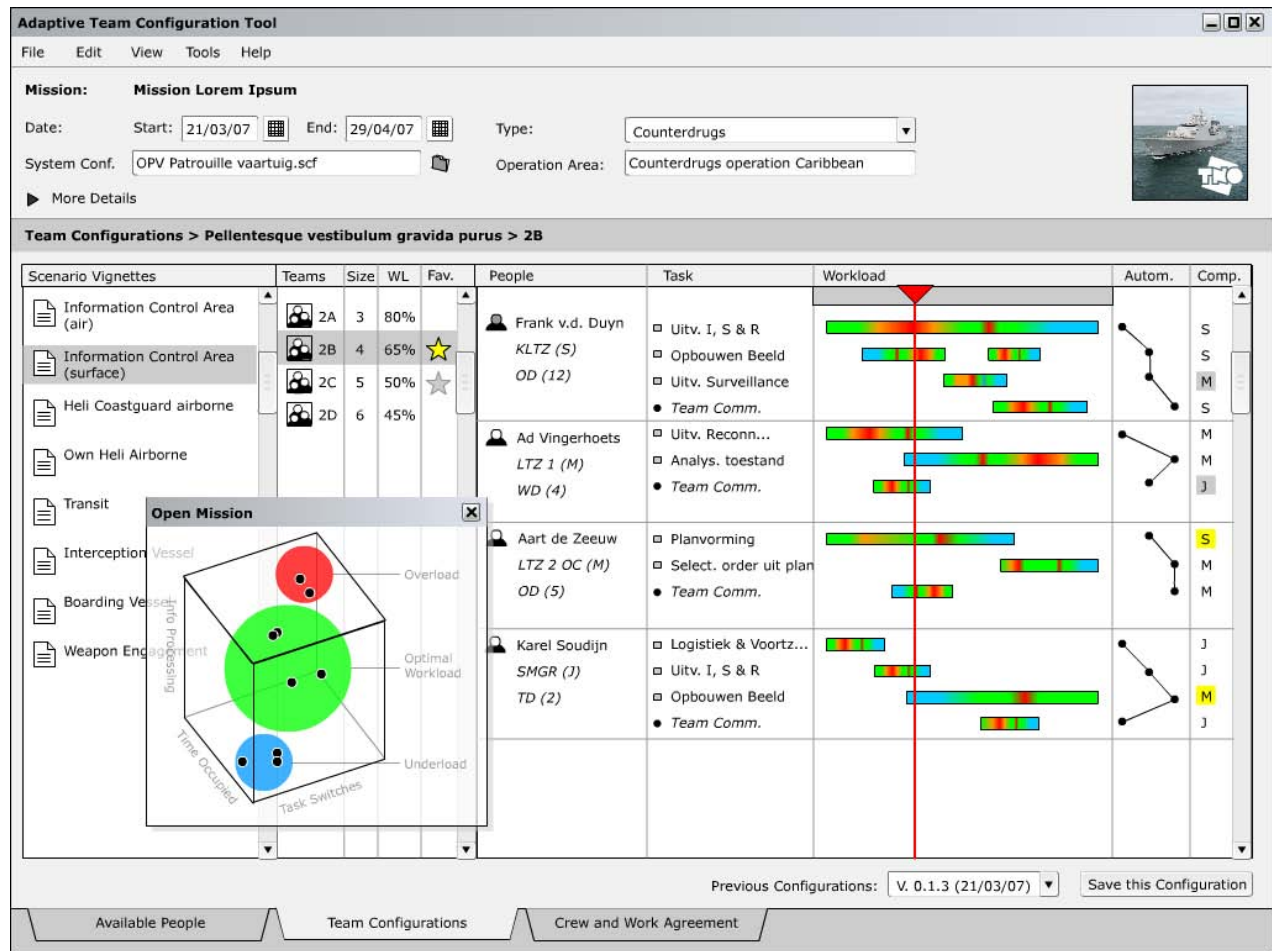 Adaptive Team Configuration Tool
File Edit View Tools Help
Mission: Mission Lorem Ipsum
Date: Start: 21/03/07 End: 29/04/07 Type: Counterdrugs
System Conf. OPV Patrouille vaartuig.scf Operation Area: Counterdrugs operation Caribbean
TNO
More Details
Team Configurations > Pellentesque vestibulum gravida purus > 2B
Scenario Vignettes Teams Size WL Fav. People Task Workload Autom. Comp.
Information Control Area
(air)
Information Control Area
(surface)
Heli Coastguard airborne
Own Heli Airborne
Transit
Interception Vessel
Boarding Vessel
Weapon Engagement
2A 3 80%
2B 4 65%
2C 5 50%
2D 6 45%
Frank v.d. Duyn
KLTZ (S)
OD (12)
Uitv. I, S & R S
Opbouwen Beeld S
Uitv. Surveillance M
Team Comm. S
Ad Vingerhoets
LTZ 1 (M)
WD (4)
Uitv. Reconn... M
Analys. toestand M
Team Comm. J
Aart de Zeeuw
LTZ 2 OC (M)
OD (5)
Planvorming S
Select. order uit plan M
Team Comm. M
Karel Soudijn
SMGR (J)
TD (2)
Logistiek & Voortz... J
Uitv. I, S & R J
Opbouwen Beeld M
Team Comm. J
Open Mission
Overload
Optimal
Workload
Underload
Info Processing
Time Occupied
Task Switches
Previous Configurations: V. 0.1.3 (21/03/07) Save this Configuration
Available People Team Configurations Crew and Work Agreement